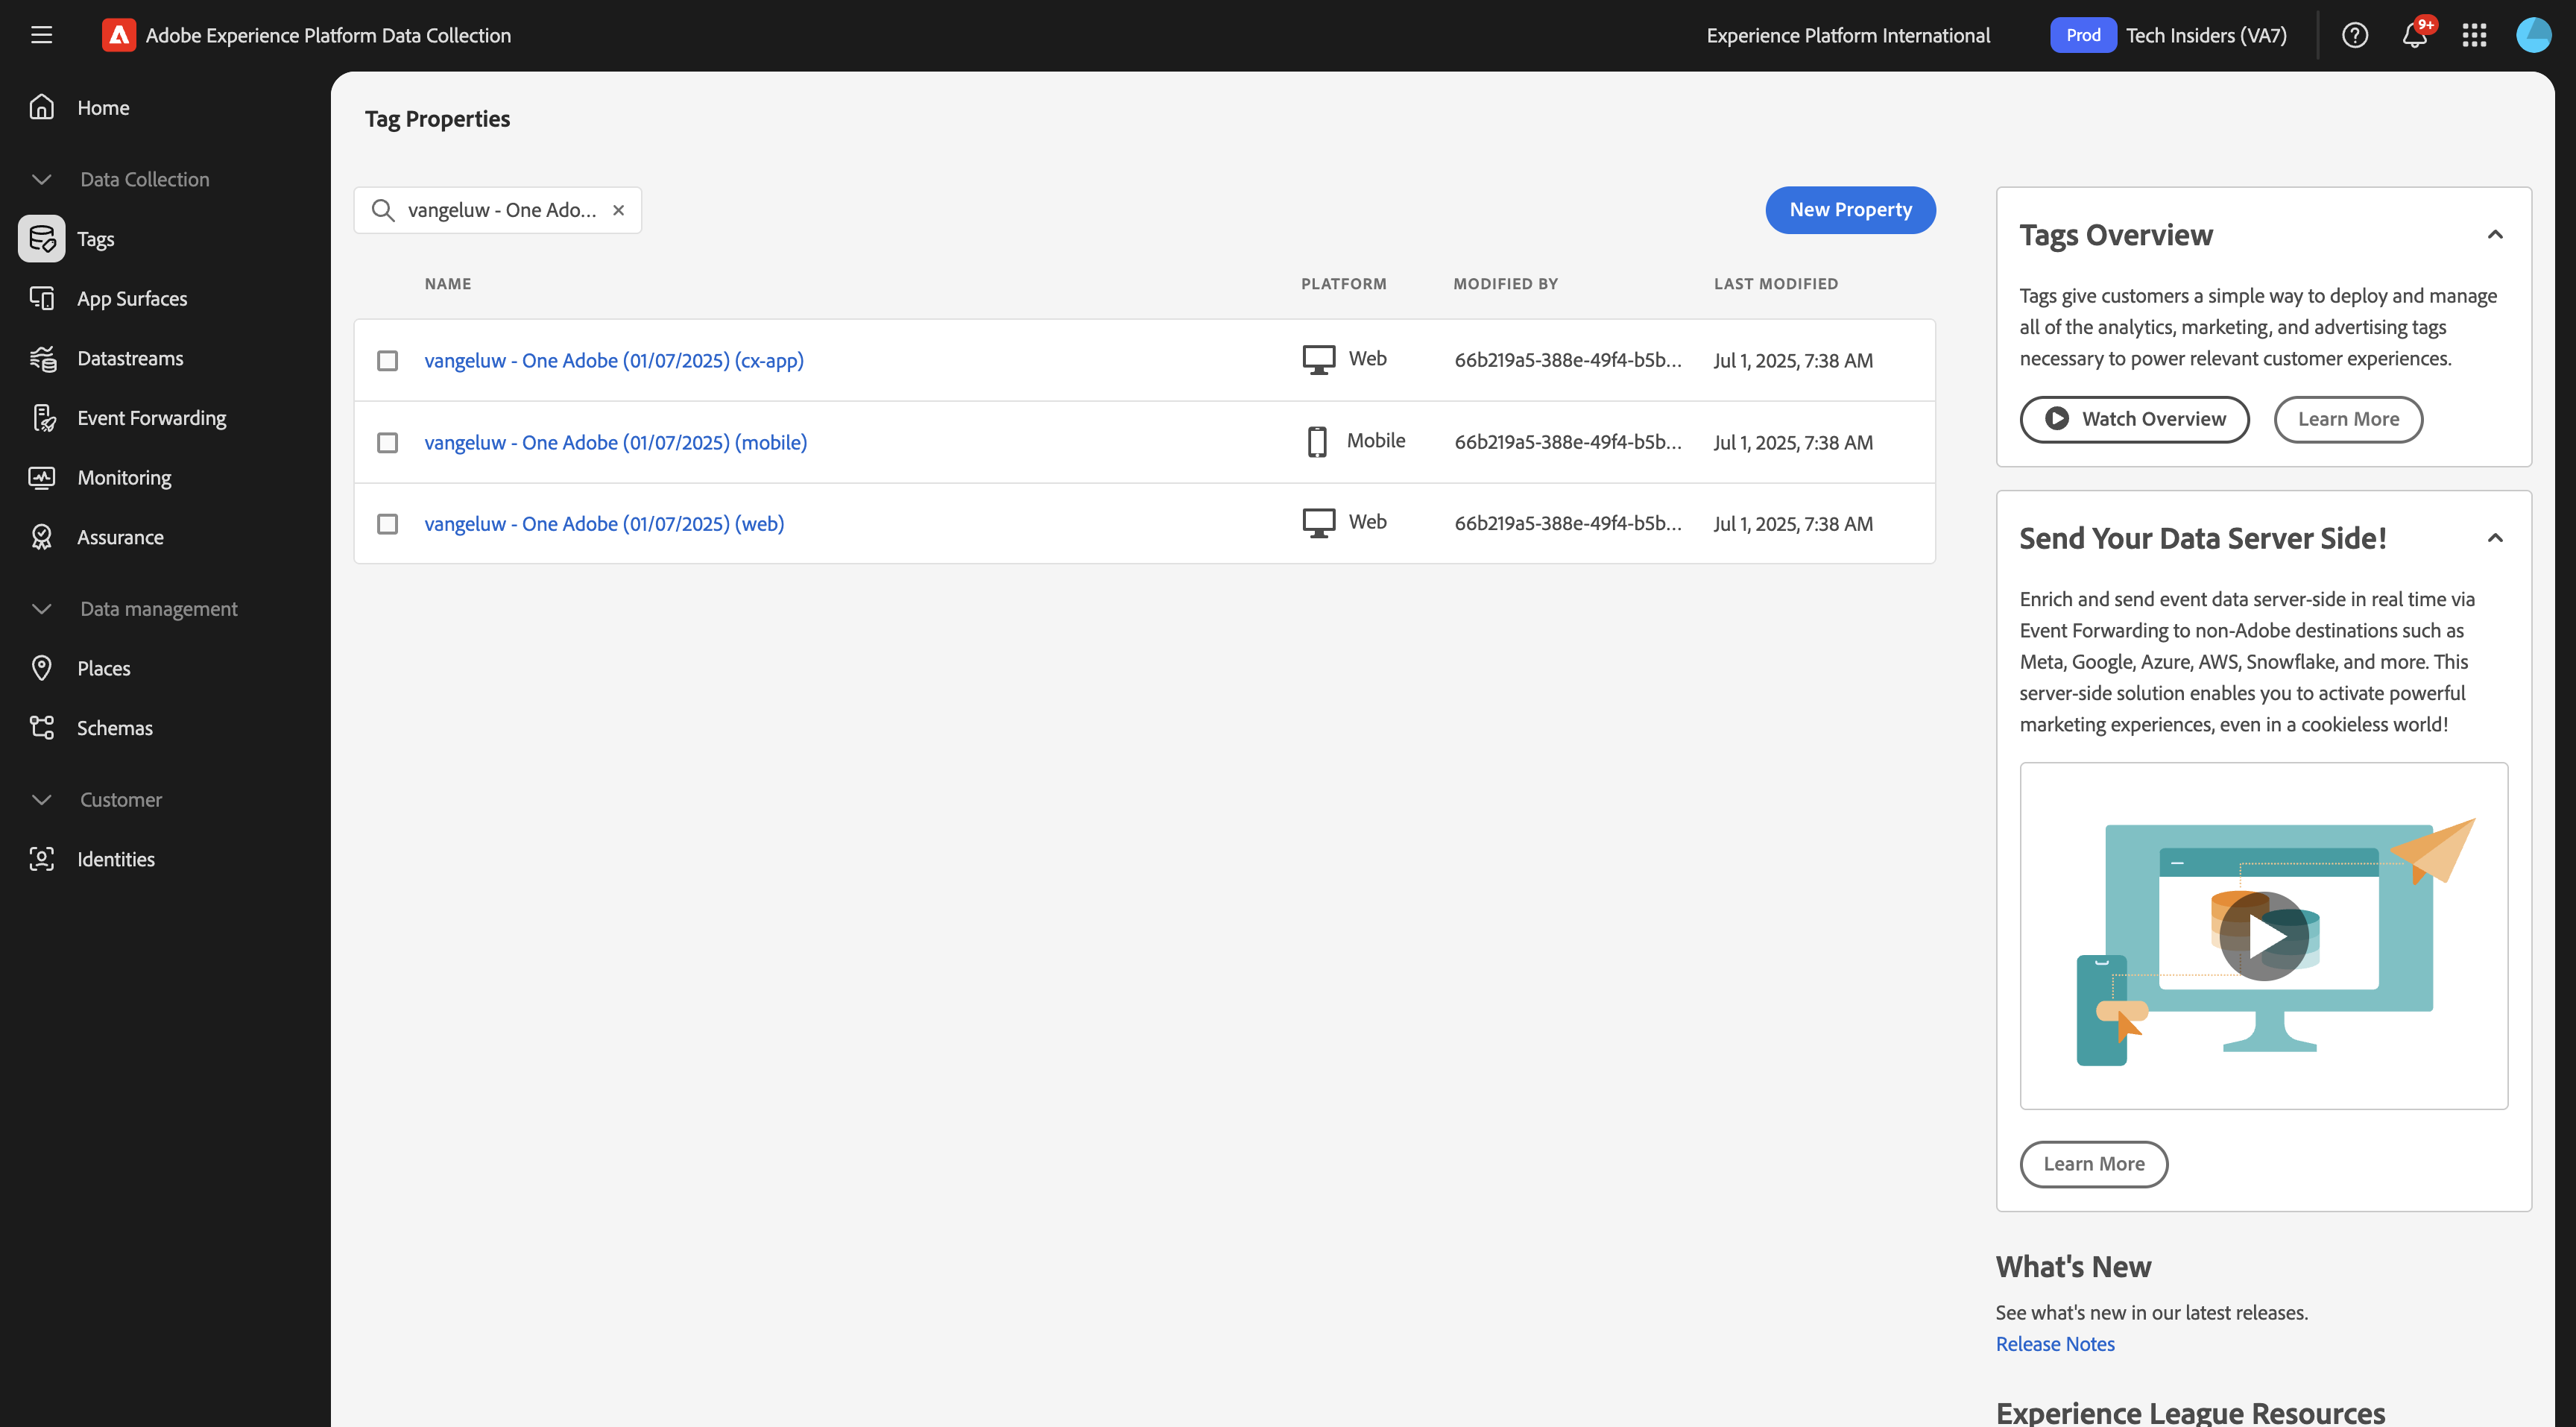 Adobe Experience Platform Data Collection
Experience Platform International
Prod
Tech Insiders (VA7)
9+
Home
Data Collection
Tags
App Surfaces
Datastreams
Event Forwarding
Monitoring
Assurance
Data management
Places
Schemas
Customer
Identities
Tag Properties
vangeluw - One Ado...
New Property
NAME PLATFORM MODIFIED BY LAST MODIFIED
vangeluw - One Adobe (01/07/2025) (cx-app) Web 66b219a5-388e-49f4-b5b... Jul 1, 2025, 7:38 AM
vangeluw - One Adobe (01/07/2025) (mobile) Mobile 66b219a5-388e-49f4-b5b... Jul 1, 2025, 7:38 AM
vangeluw - One Adobe (01/07/2025) (web) Web 66b219a5-388e-49f4-b5b... Jul 1, 2025, 7:38 AM
Tags Overview
Tags give customers a simple way to deploy and manage
all of the analytics, marketing, and advertising tags
necessary to power relevant customer experiences.
Watch Overview
Learn More
Send Your Data Server Side!
Enrich and send event data server-side in real time via
Event Forwarding to non-Adobe destinations such as
Meta, Google, Azure, AWS, Snowflake, and more. This
server-side solution enables you to activate powerful
marketing experiences, even in a cookieless world!
Learn More
What's New
See what's new in our latest releases.
Release Notes
Experience League Resources